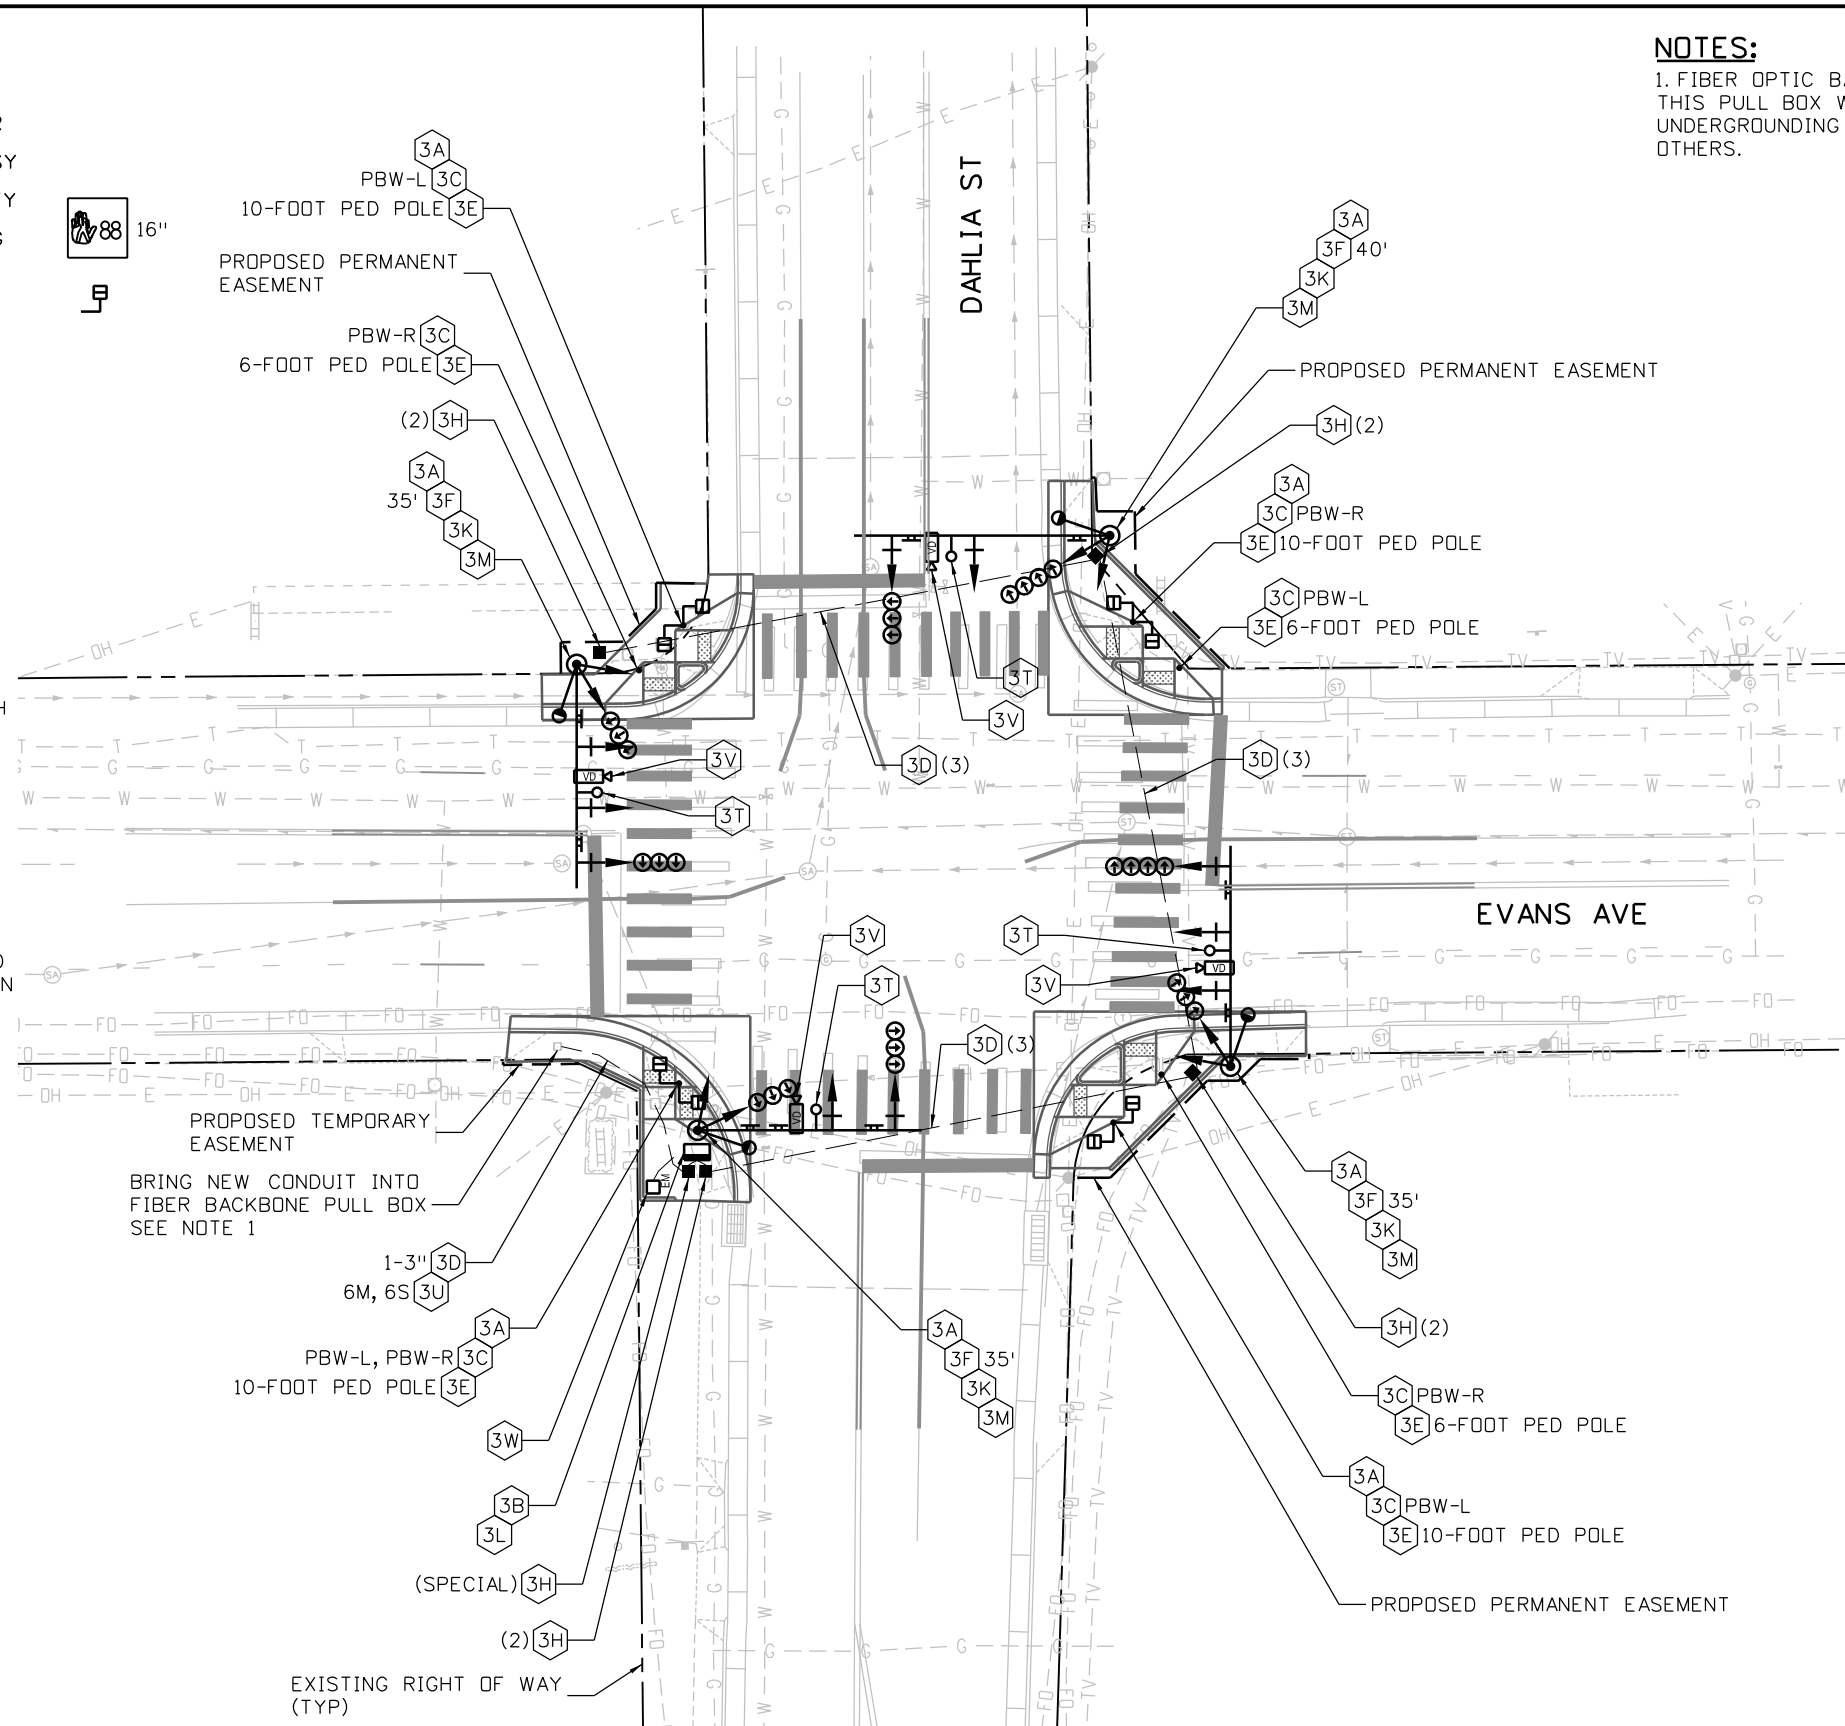 NOTES:
1. FIBER OPTIC
THIS PULL BOX
UNDERGROUNDING
OTHERS.
88 16"
DAHLIA ST
EVANS AVE
3A
PBW-L 3C
10-FOOT PED POLE 3E
PROPOSED PERMANENT
EASEMENT
PBW-R 3C
6-FOOT PED POLE 3E
(2) 3H
3A
35' 3F
3K
3M
3A
3F 40'
3K
3M
PROPOSED PERMANENT EASEMENT
3H (2)
3A
3C PBW-R
3E 10-FOOT PED POLE
3C PBW-L
3E 6-FOOT PED POLE
3T
3V
3D (3)
3D (3)
3V
3T
VD
VD
3V
3T
3T
3V
VD
VD
3D (3)
PROPOSED TEMPORARY
EASEMENT
BRING NEW CONDUIT INTO
FIBER BACKBONE PULL BOX
SEE NOTE 1
1-3" 3D
6M, 6S 3U
3A
PBW-L, PBW-R 3C
10-FOOT PED POLE 3E
3W
3B
3L
(SPECIAL) 3H
(2) 3H
EXISTING RIGHT OF WAY
(TYP)
EM
3A
3F 35'
3K
3M
3A
3F 35'
3K
3M
3H (2)
3C PBW-R
3E 6-FOOT PED POLE
3A
3C PBW-L
3E 10-FOOT PED POLE
PROPOSED PERMANENT EASEMENT